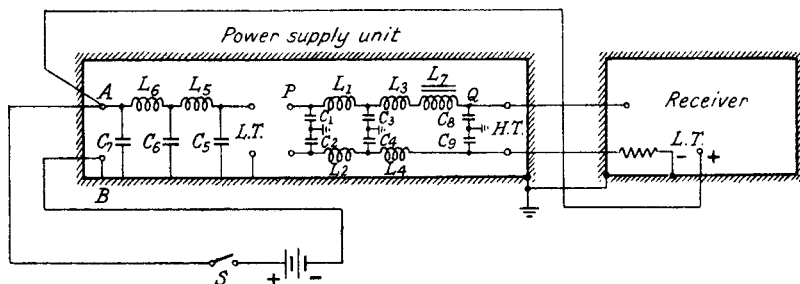 Power supply unit
A
L6
L5
P
L1
L3
L7
Q
C7
C6
C5
L.T.
C1
C2
C3
C4
C8
C9
H.T.
L2
L4
B
Receiver
L.T.
- +
S
+ -